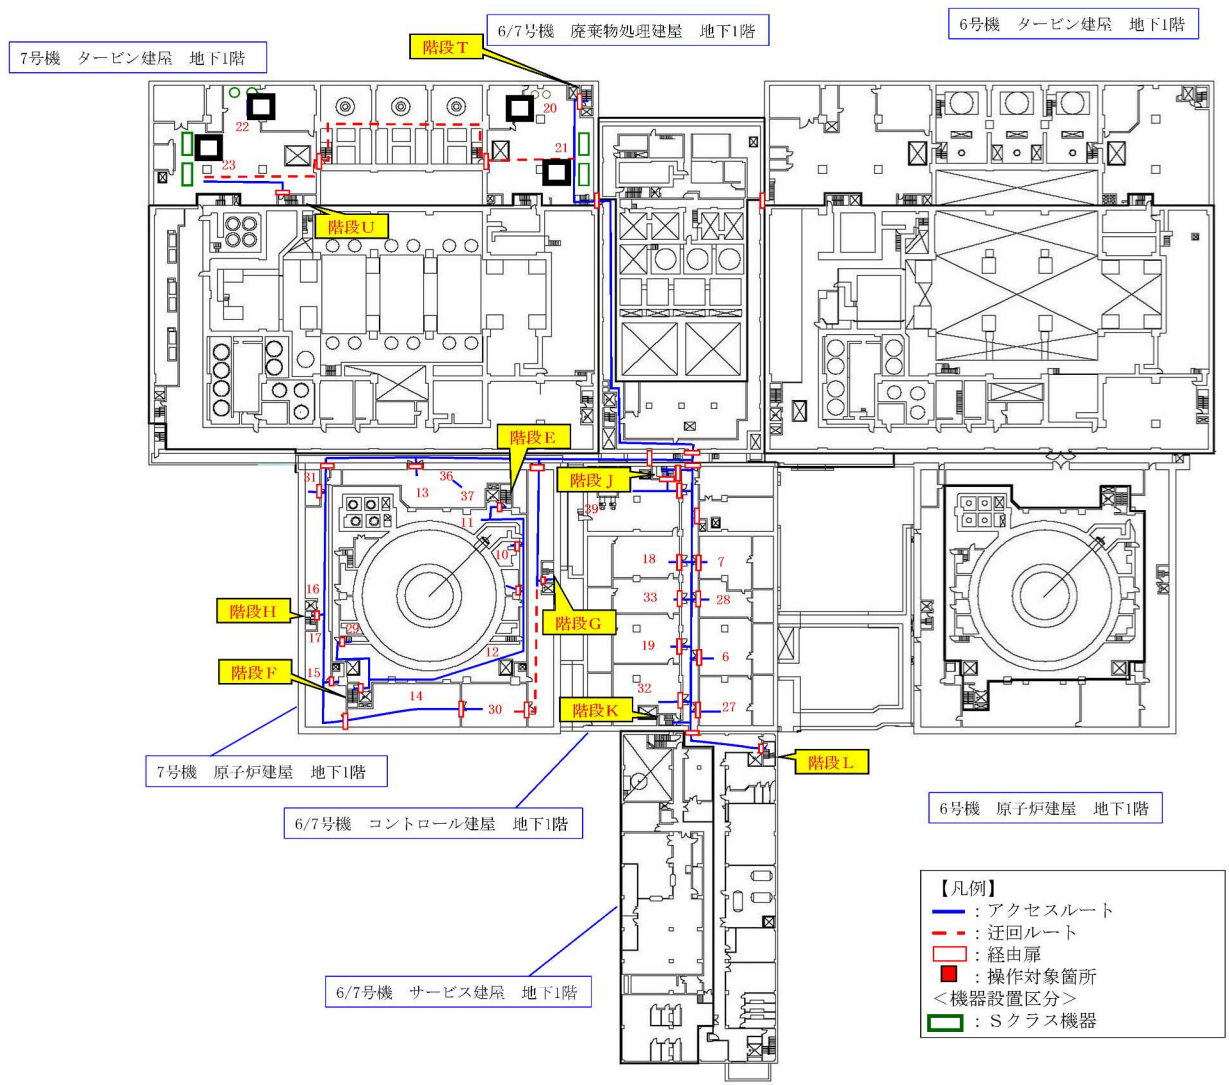 6/7号機　廃棄物処理建屋　地下1階
6号機　タービン建屋　地下1階
7号機　タービン建屋　地下1階
階段T
20
22
21
23
階段U
階段E
31
13
36
37
階段J
39
11
10
18
7
階段G
16
33
28
階段H
17
29
12
19
6
階段F
15
14
30
32
27
階段K
階段L
7号機　原子炉建屋　地下1階
6/7号機　コントロール建屋　地下1階
6号機　原子炉建屋　地下1階
6/7号機　サービス建屋　地下1階
【凡例】
：アクセスルート
：迂回ルート
：経由扉
：操作対象箇所
＜機器設置区分＞
：Ｓクラス機器